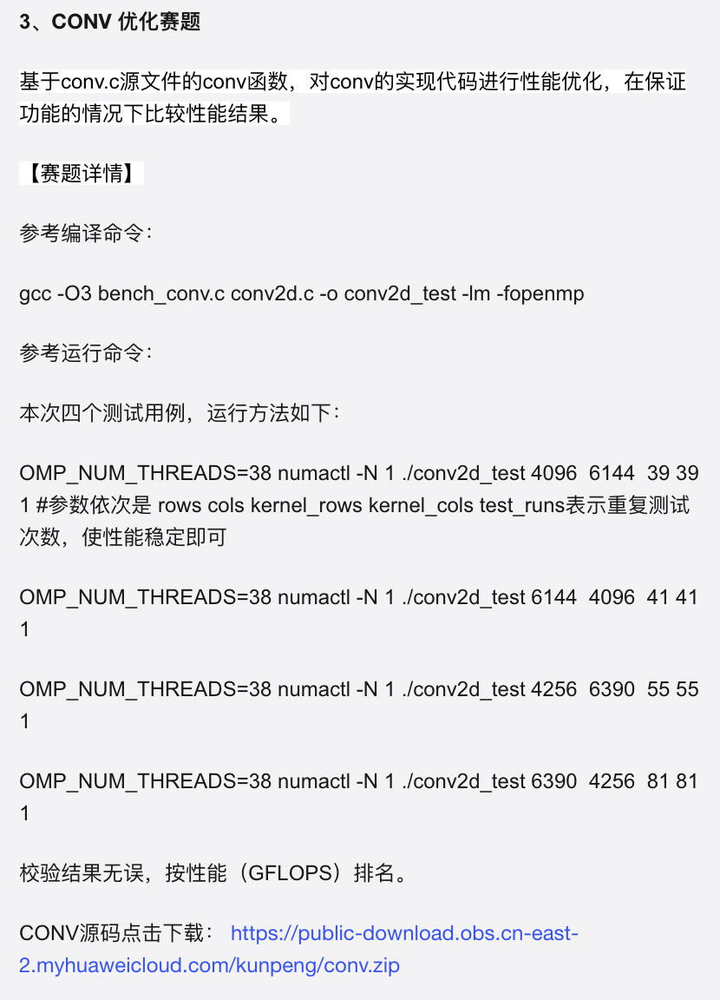 3、CONV 优化赛题
基于conv.c源文件的conv函数，对conv的实现代码进行性能优化，在保证
功能的情况下比较性能结果。
【赛题详情】
参考编译命令：
gcc -O3 bench_conv.c conv2d.c -o conv2d_test -lm -fopenmp
参考运行命令：
本次四个测试用例，运行方法如下：
OMP_NUM_THREADS=38 numactl -N 1 ./conv2d_test 4096  6144  39 39
1 #参数依次是 rows cols kernel_rows kernel_cols test_runs表示重复测试
次数，使性能稳定即可
OMP_NUM_THREADS=38 numactl -N 1 ./conv2d_test 6144  4096  41 41
1
OMP_NUM_THREADS=38 numactl -N 1 ./conv2d_test 4256  6390  55 55
1
OMP_NUM_THREADS=38 numactl -N 1 ./conv2d_test 6390  4256  81 81
1
校验结果无误，按性能（GFLOPS）排名。
CONV源码点击下载： https://public-download.obs.cn-east-
2.myhuaweicloud.com/kunpeng/conv.zip